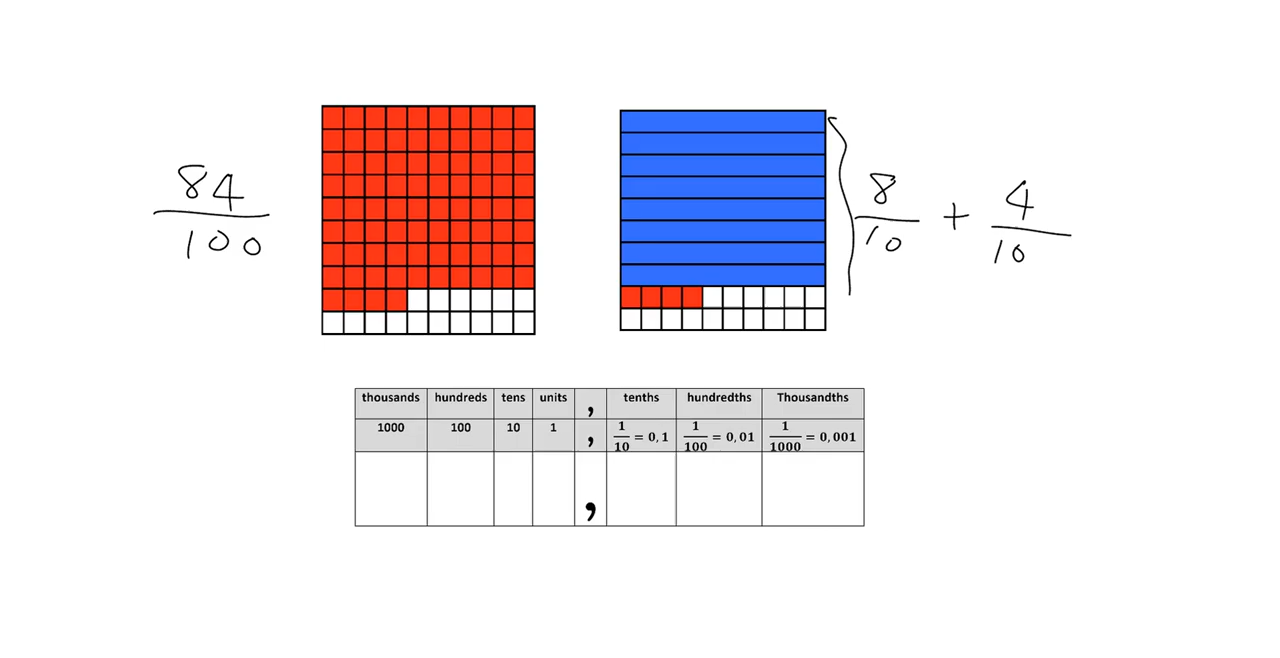 84
100
8/10 + 4/10
thousands hundreds tens units , tenths hundredths Thousandths
1000 100 10 1 , 1/10 = 0,1 1/100 = 0,01 1/1000 = 0,001
,